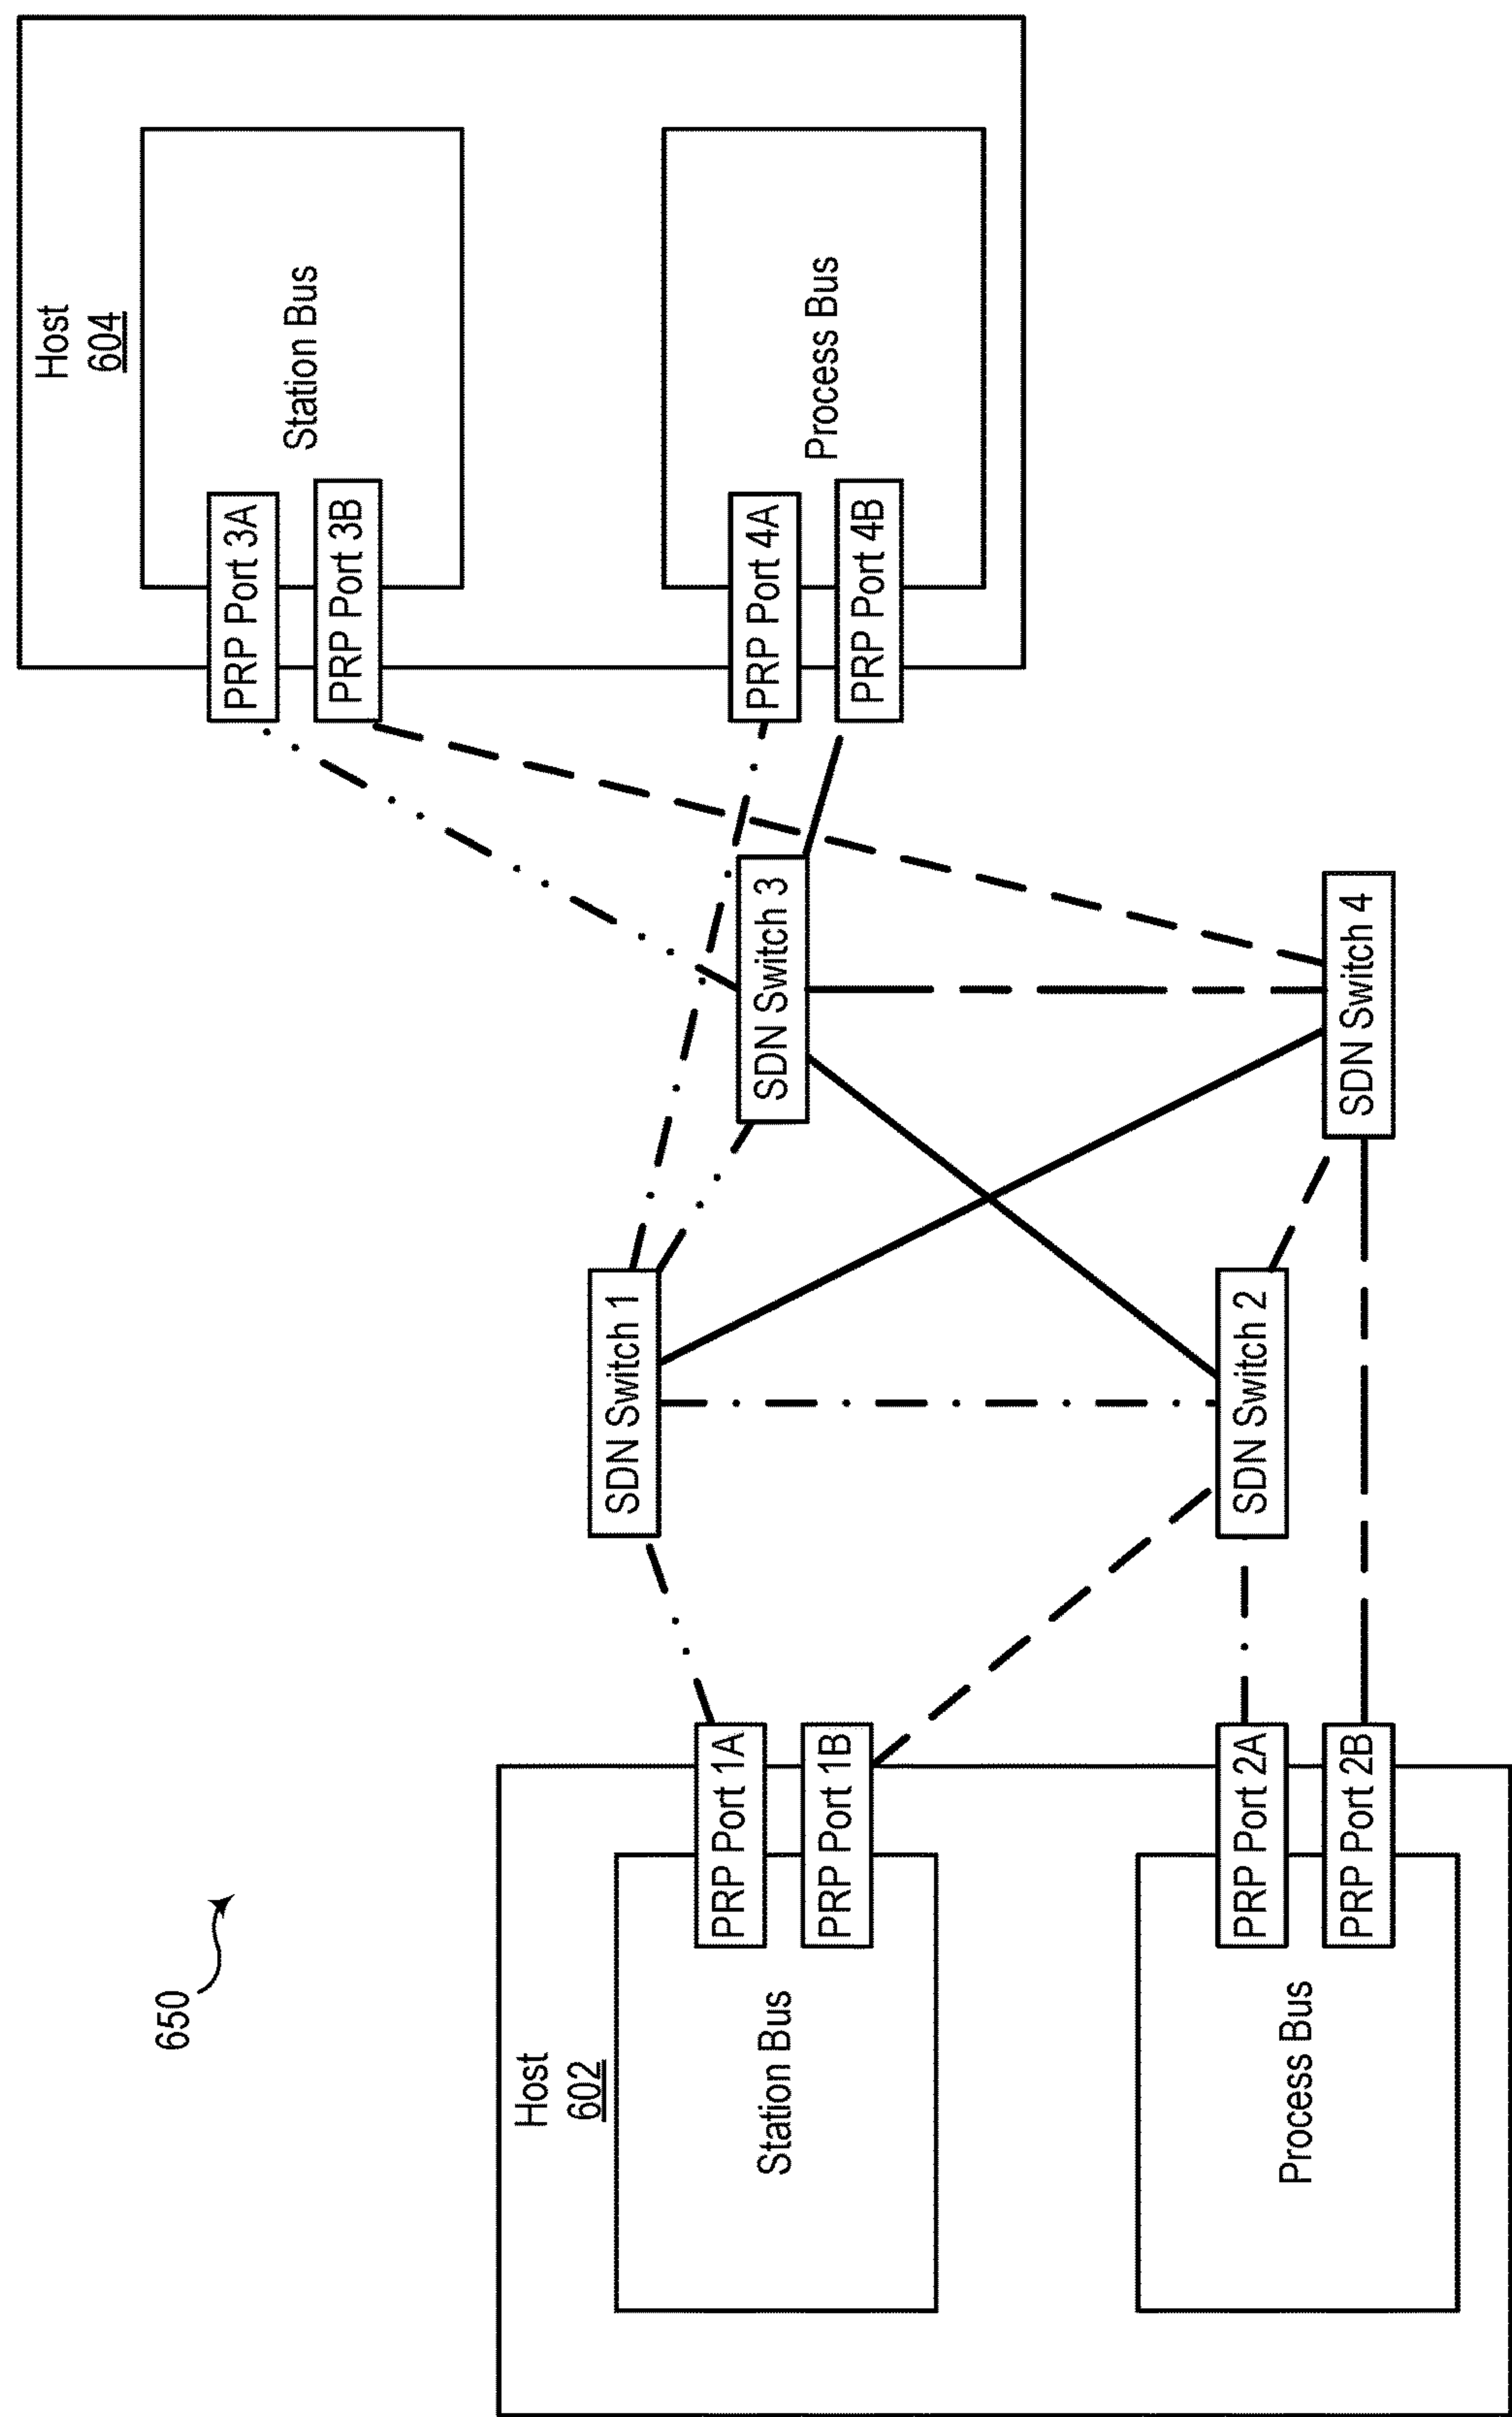 650
Host
602
Station Bus
PRP Port 1A
PRP Port 1B
Process Bus
PRP Port 2A
PRP Port 2B
SDN Switch 1
SDN Switch 2
SDN Switch 3
SDN Switch 4
Host
604
PRP Port 3A
PRP Port 3B
Station Bus
PRP Port 4A
PRP Port 4B
Process Bus